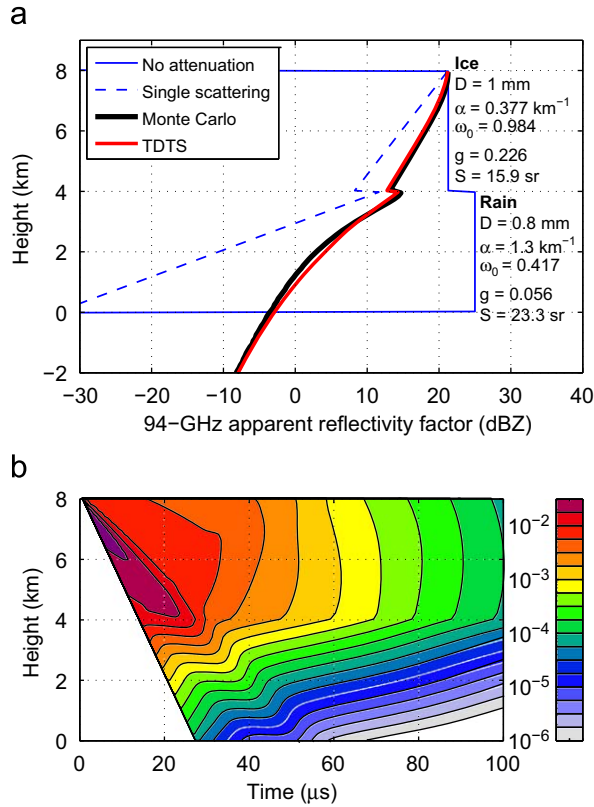 a
No attenuation
Single scattering
Monte Carlo
TDTS
Ice
D = 1 mm
α = 0.377 km⁻¹
ω₀ = 0.984
g = 0.226
S = 15.9 sr
Rain
D = 0.8 mm
α = 1.3 km⁻¹
ω₀ = 0.417
g = 0.056
S = 23.3 sr
8
6
4
2
0
−2
Height (km)
−30 −20 −10 0 10 20 30 40
94−GHz apparent reflectivity factor (dBZ)
b
8
6
4
2
0
Height (km)
0 20 40 60 80 100
Time (μs)
10⁻²
10⁻³
10⁻⁴
10⁻⁵
10⁻⁶